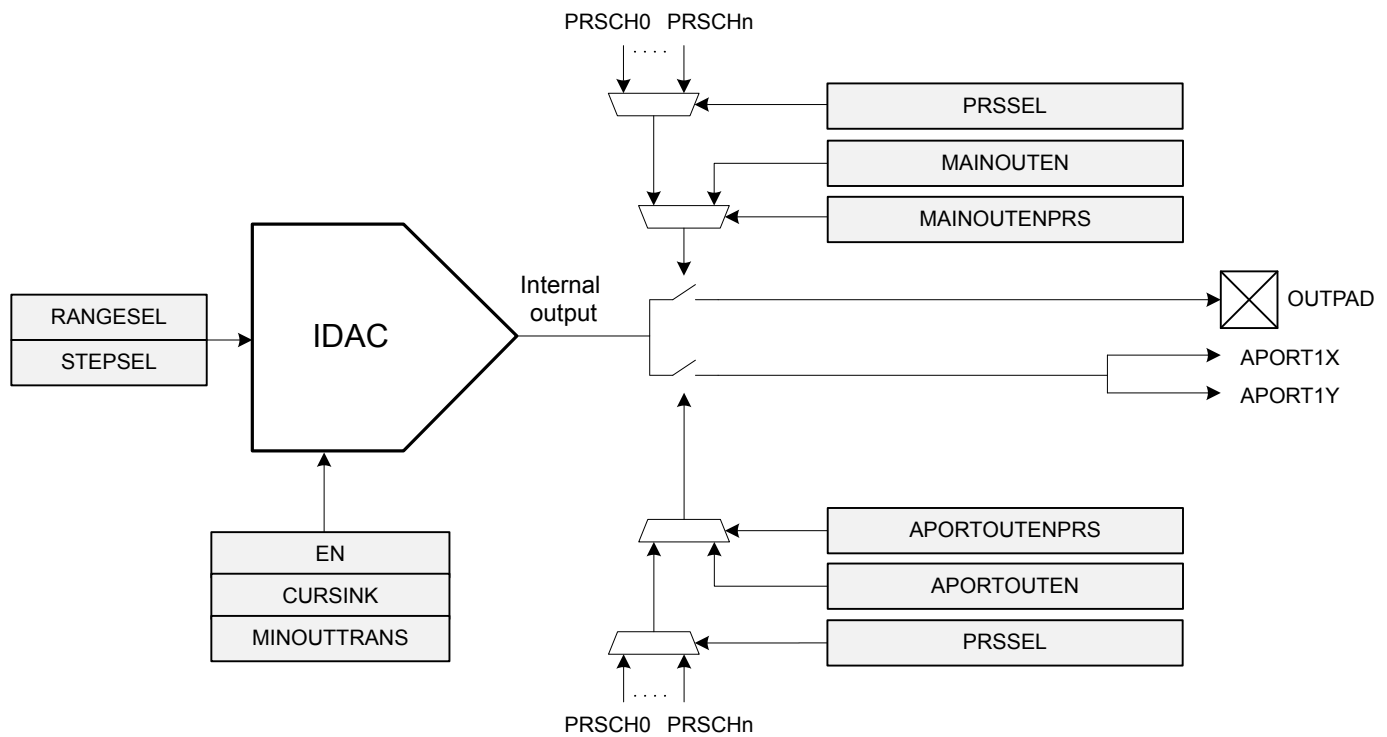 PRSCH0 PRSCHn
. . . .
PRSSEL
MAINOUTEN
MAINOUTENPRS
RANGESEL
STEPSEL
IDAC
Internal
output
OUTPAD
APORT1X
APORT1Y
EN
CURSINK
MINOUTTRANS
APORTOUTENPRS
APORTOUTEN
PRSSEL
. . . .
PRSCH0 PRSCHn